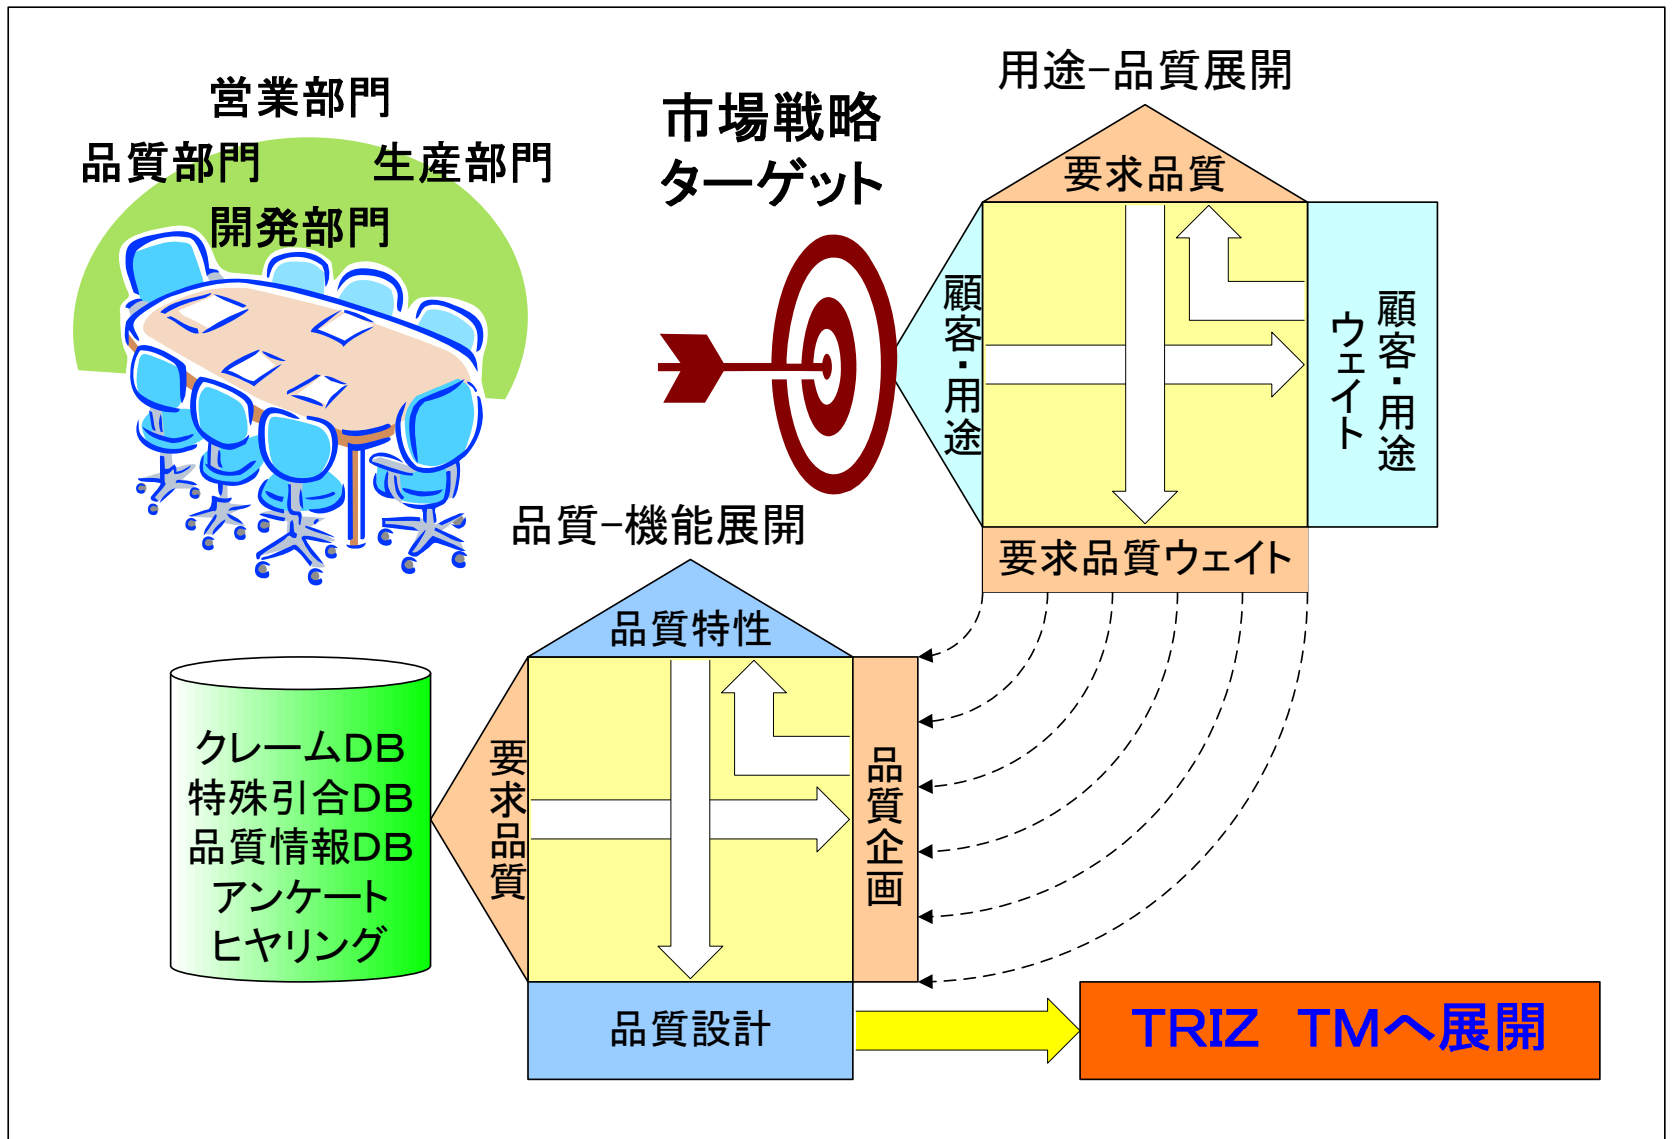 営業部門
品質部門
生産部門
開発部門
市場戦略
ターゲット
用途-品質展開
要求品質
顧客・用途
顧客・用途
ウェイト
要求品質ウェイト
品質-機能展開
品質特性
要求品質
品質企画
品質設計
クレームDB
特殊引合DB
品質情報DB
アンケート
ヒヤリング
TRIZ　TMへ展開